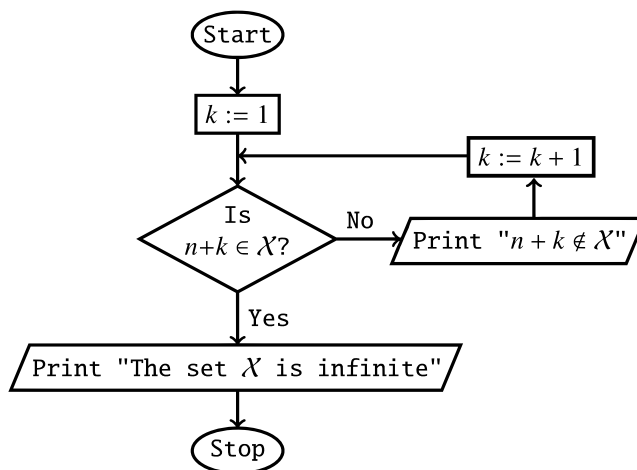 Start
k := 1
k := k + 1
Is
n+k ∈ X?
No
Print "n + k ∉ X"
Yes
Print "The set X is infinite"
Stop